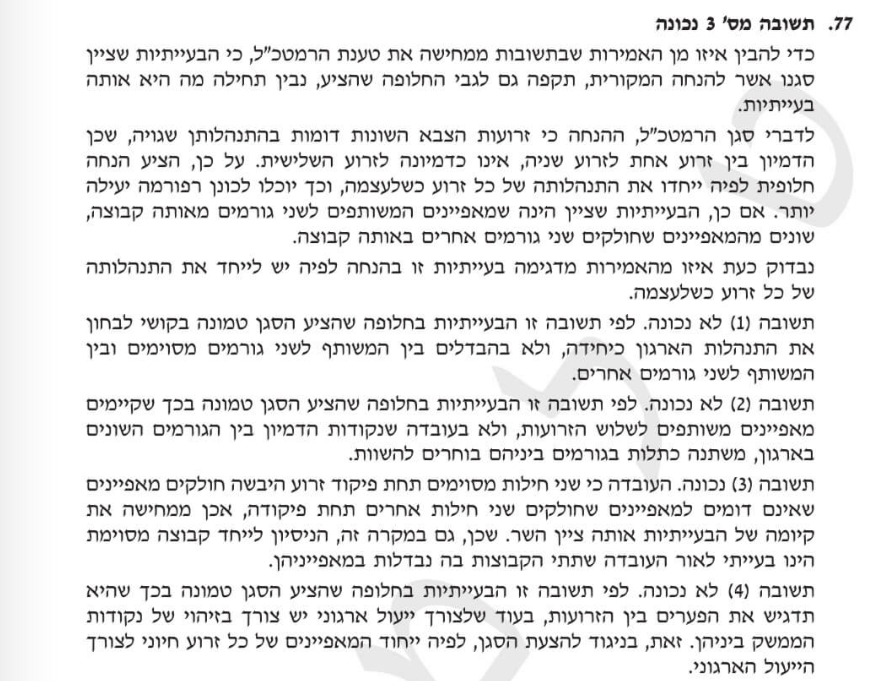 77. תשובה מס' 3 נכונה
כדי להבין איזו מן האמירות שבתשובות ממחישה את טענת הרמטכ"ל, כי הבעייתיות שציין
סגנו אשר להנחה המקורית, תקפה גם לגבי החלופה שהציע, נבין תחילה מה היא אותה
בעייתיות.
לדברי סגן הרמטכ"ל, ההנחה כי זרועות הצבא השונות דומות בהתנהלותן שגויה, שכן
הדמיון בין זרוע אחת לזרוע שניה, אינו כדמיונה לזרוע השלישית. על כן, הציע הנחה
חלופית לפיה ייחדו את התנהלותה של כל זרוע כשלעצמה, וכך יוכלו לכונן רפורמה יעילה
יותר. אם כן, הבעייתיות שציין הינה שמאפיינים המשותפים לשני גורמים מאותה קבוצה,
שונים מהמאפיינים שחולקים שני גורמים אחרים באותה קבוצה.
נבדוק כעת איזו מהאמירות מדגימה בעייתיות זו בהנחה לפיה יש לייחד את התנהלותה
של כל זרוע כשלעצמה.
תשובה (1) לא נכונה. לפי תשובה זו הבעייתיות בחלופה שהציע הסגן טמונה בקושי לבחון
את התנהלות הארגון כיחידה, ולא בהבדלים בין המשותף לשני גורמים מסוימים ובין
המשותף לשני גורמים אחרים.
תשובה (2) לא נכונה. לפי תשובה זו הבעייתיות בחלופה שהציע הסגן טמונה בכך שקיימים
מאפיינים משותפים לשלוש הזרועות, ולא בעובדה שנקודות הדמיון בין הגורמים השונים
בארגון, משתנה כתלות בגורמים ביניהם בוחרים להשוות.
תשובה (3) נכונה. העובדה כי שני חילות מסוימים תחת פיקוד זרוע היבשה חולקים מאפיינים
שאינם דומים למאפיינים שחולקים שני חילות אחרים תחת פיקודה, אכן ממחישה את
קיומה של הבעייתיות אותה ציין השר. שכן, גם במקרה זה, הניסיון לייחד קבוצה מסוימת
הינו בעייתי לאור העובדה שתתי הקבוצות בה נבדלות במאפייניהן.
תשובה (4) לא נכונה. לפי תשובה זו הבעייתיות בחלופה שהציע הסגן טמונה בכך שהיא
תדגיש את הפערים בין הזרועות, בעוד שלצורך ייעול ארגוני יש צורך בזיהוי של נקודות
הממשק ביניהן. זאת, בניגוד להצעת הסגן, לפיה ייחוד המאפיינים של כל זרוע חיוני לצורך
הייעול הארגוני.